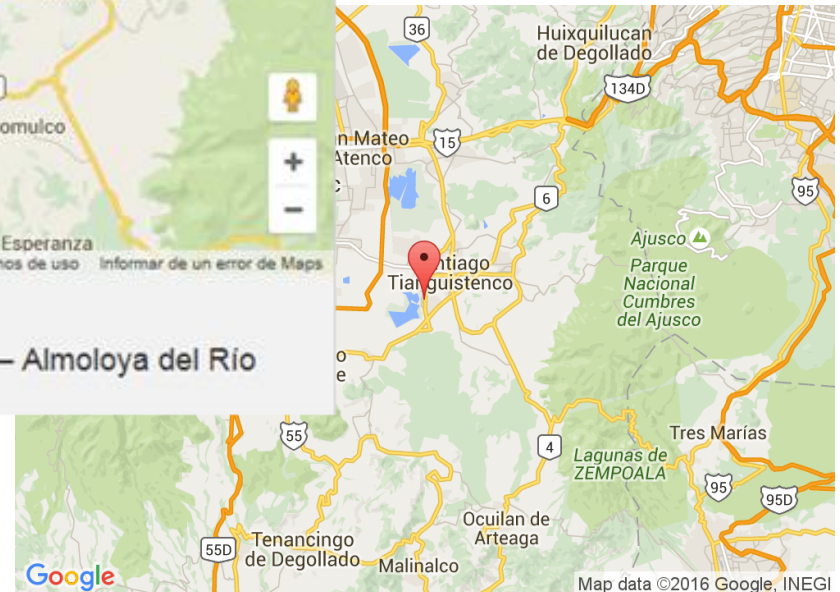 omulco
Esperanza
nos de uso Informar de un error de Maps
– Almoloya del Río
36
Huixquilucan
de Degollado
134D
n Mateo
Atenco
15
c
6
95
Ajusco
Parque
Nacional
Cumbres
del Ajusco
ntiago
Tianguistenco
o
e
55
4
Tres Marías
Lagunas de
ZEMPOALA
95
95D
Ocuilan de
Arteaga
55D
Tenancingo
de Degollado
Malinalco
Google
Map data ©2016 Google, INEGI